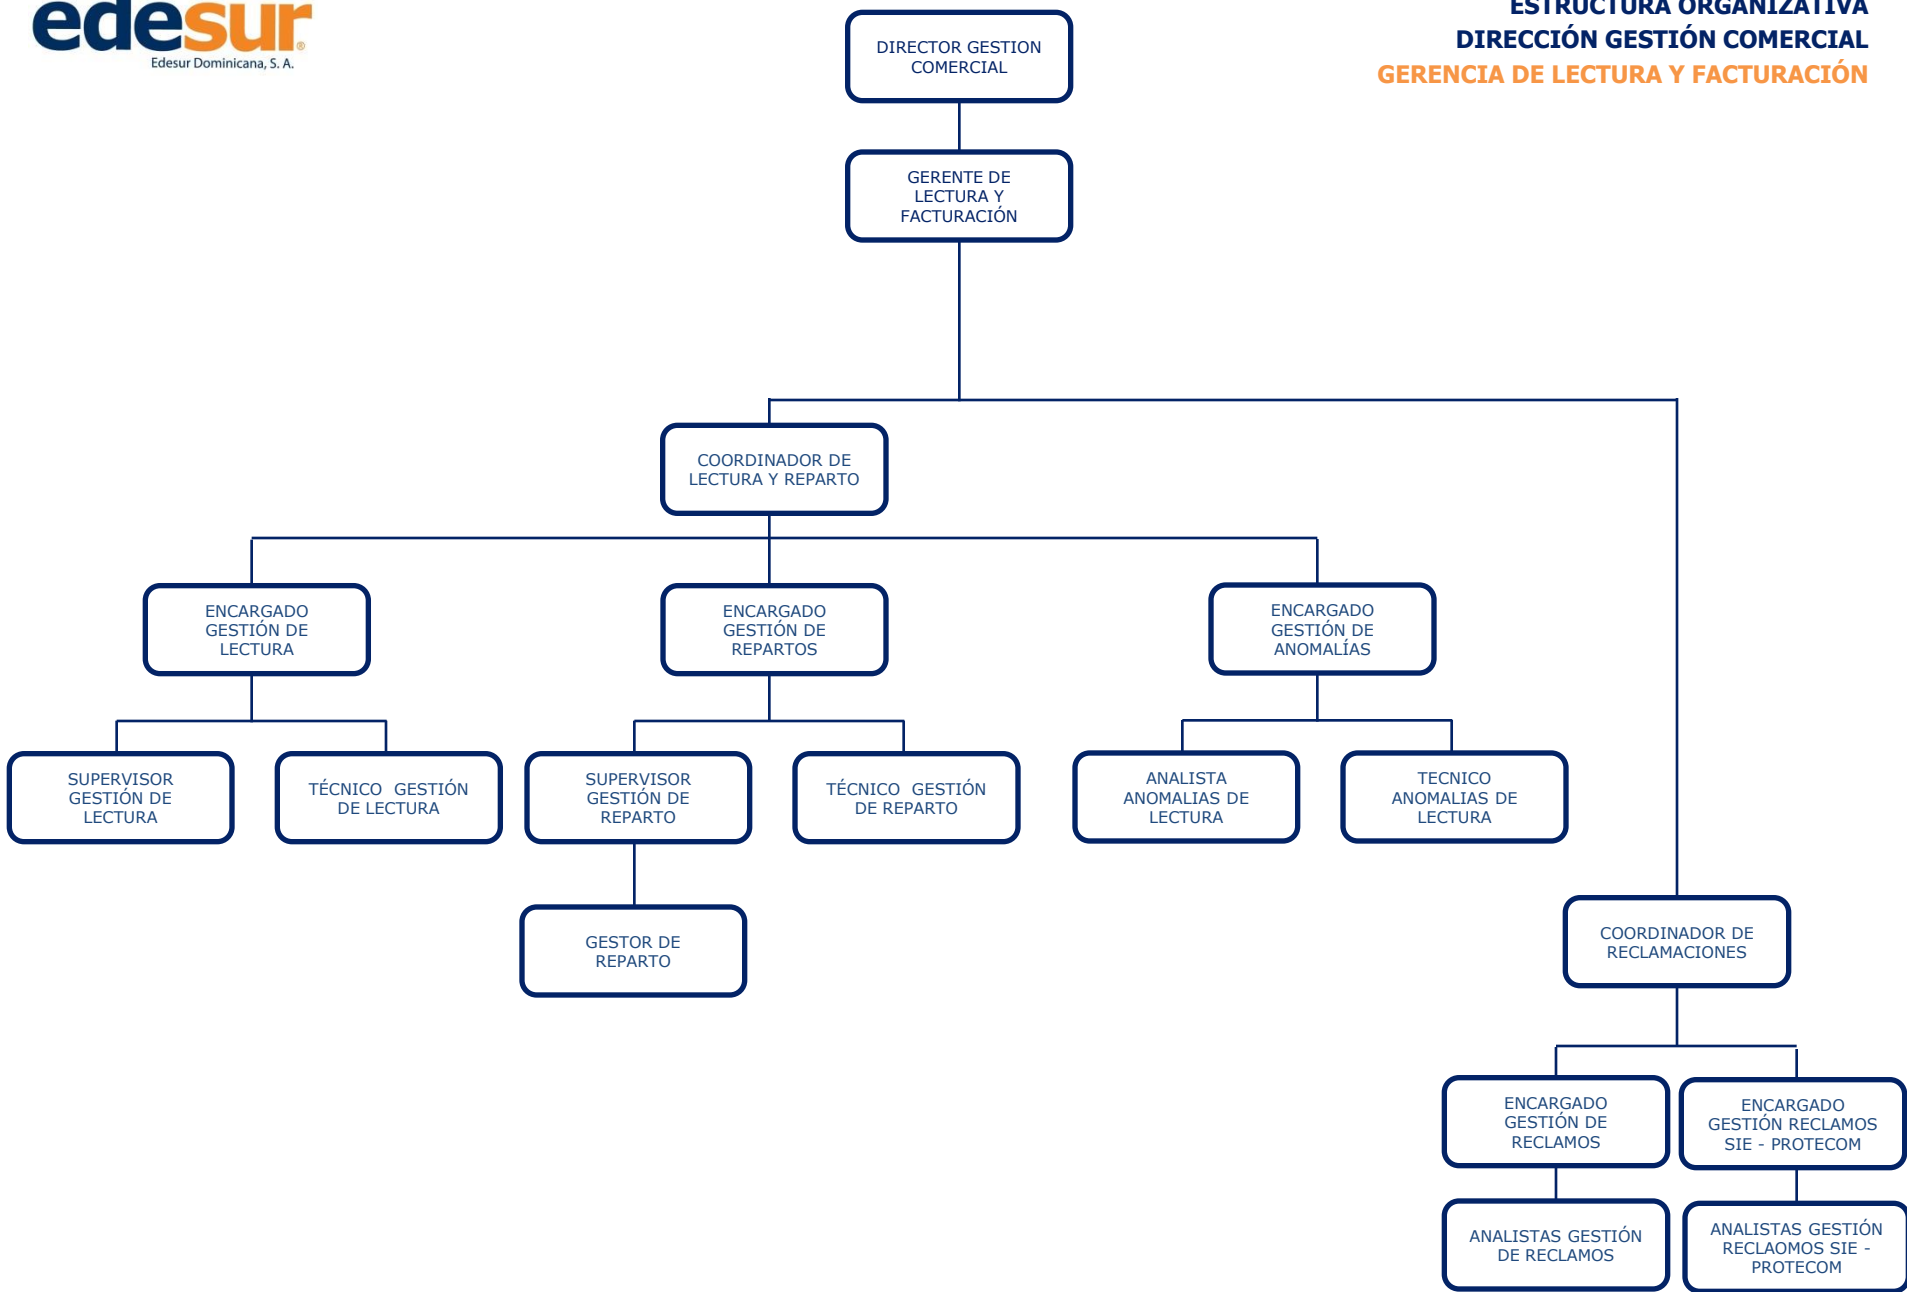 edesur®
Edesur Dominicana, S. A.
ESTRUCTURA ORGANIZATIVA
DIRECCIÓN GESTIÓN COMERCIAL
GERENCIA DE LECTURA Y FACTURACIÓN
DIRECTOR GESTION
COMERCIAL
GERENTE DE
LECTURA Y
FACTURACIÓN
COORDINADOR DE
LECTURA Y REPARTO
ENCARGADO
GESTIÓN DE
LECTURA
ENCARGADO
GESTIÓN DE
REPARTOS
ENCARGADO
GESTIÓN DE
ANOMALÍAS
SUPERVISOR
GESTIÓN DE
LECTURA
TÉCNICO  GESTIÓN
DE LECTURA
SUPERVISOR
GESTIÓN DE
REPARTO
TÉCNICO  GESTIÓN
DE REPARTO
ANALISTA
ANOMALIAS DE
LECTURA
TECNICO
ANOMALIAS DE
LECTURA
GESTOR DE
REPARTO
COORDINADOR DE
RECLAMACIONES
ENCARGADO
GESTIÓN DE
RECLAMOS
ENCARGADO
GESTIÓN RECLAMOS
SIE - PROTECOM
ANALISTAS GESTIÓN
DE RECLAMOS
ANALISTAS GESTIÓN
RECLAOMOS SIE -
PROTECOM